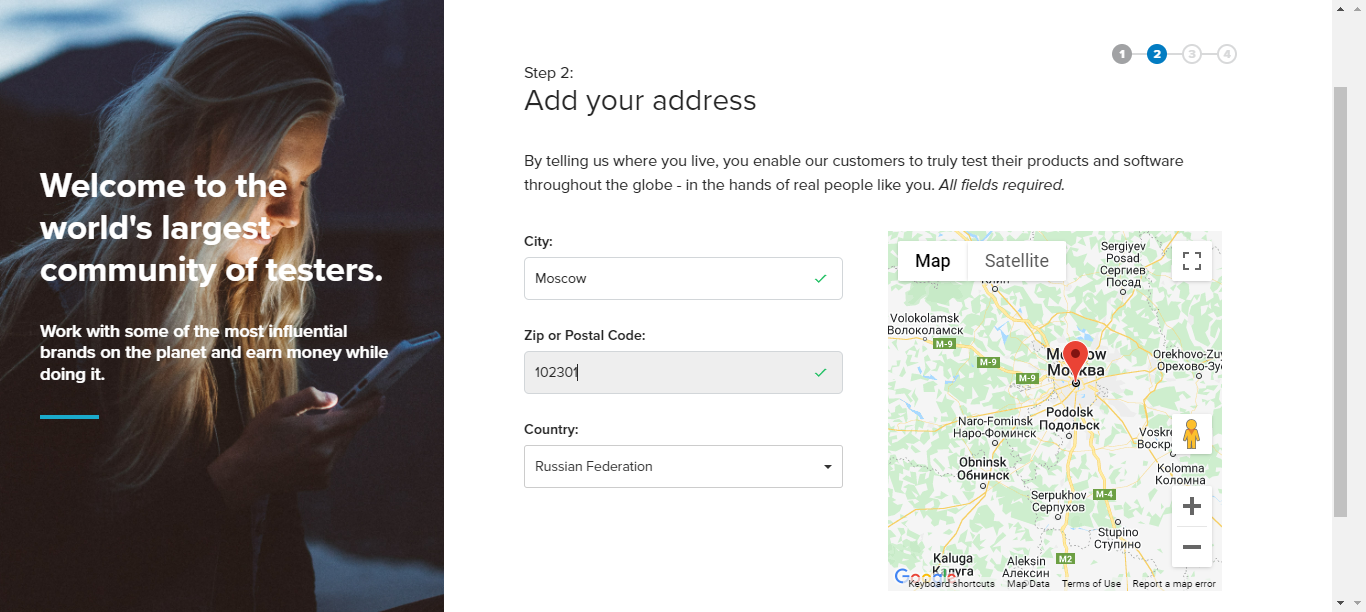 Welcome to the
world's largest
community of testers.
Work with some of the most influential
brands on the planet and earn money while
doing it.
1 2 3 4
Step 2:
Add your address
By telling us where you live, you enable our customers to truly test their products and software
throughout the globe - in the hands of real people like you. All fields required.
City:
Moscow
Zip or Postal Code:
102301
Country:
Russian Federation
Map Satellite
Sergiyev
Posad
Сергиев
Посад
Клин
Volokolamsk
Волоколамск
M-9
M-9
M-9
Москва
Orekhovo-Zuy
Орехово-Зуе
Podolsk
Подольск
Naro-Fominsk
Наро-Фоминск
Obninsk
Обнинск
Kolomna
Коломна
Serpukhov
Серпухов
M-4
Stupino
Ступино
Kaluga
Калуга
Aleksin
Алексин
M2
Google
Keyboard shortcuts Map Data Terms of Use Report a map error